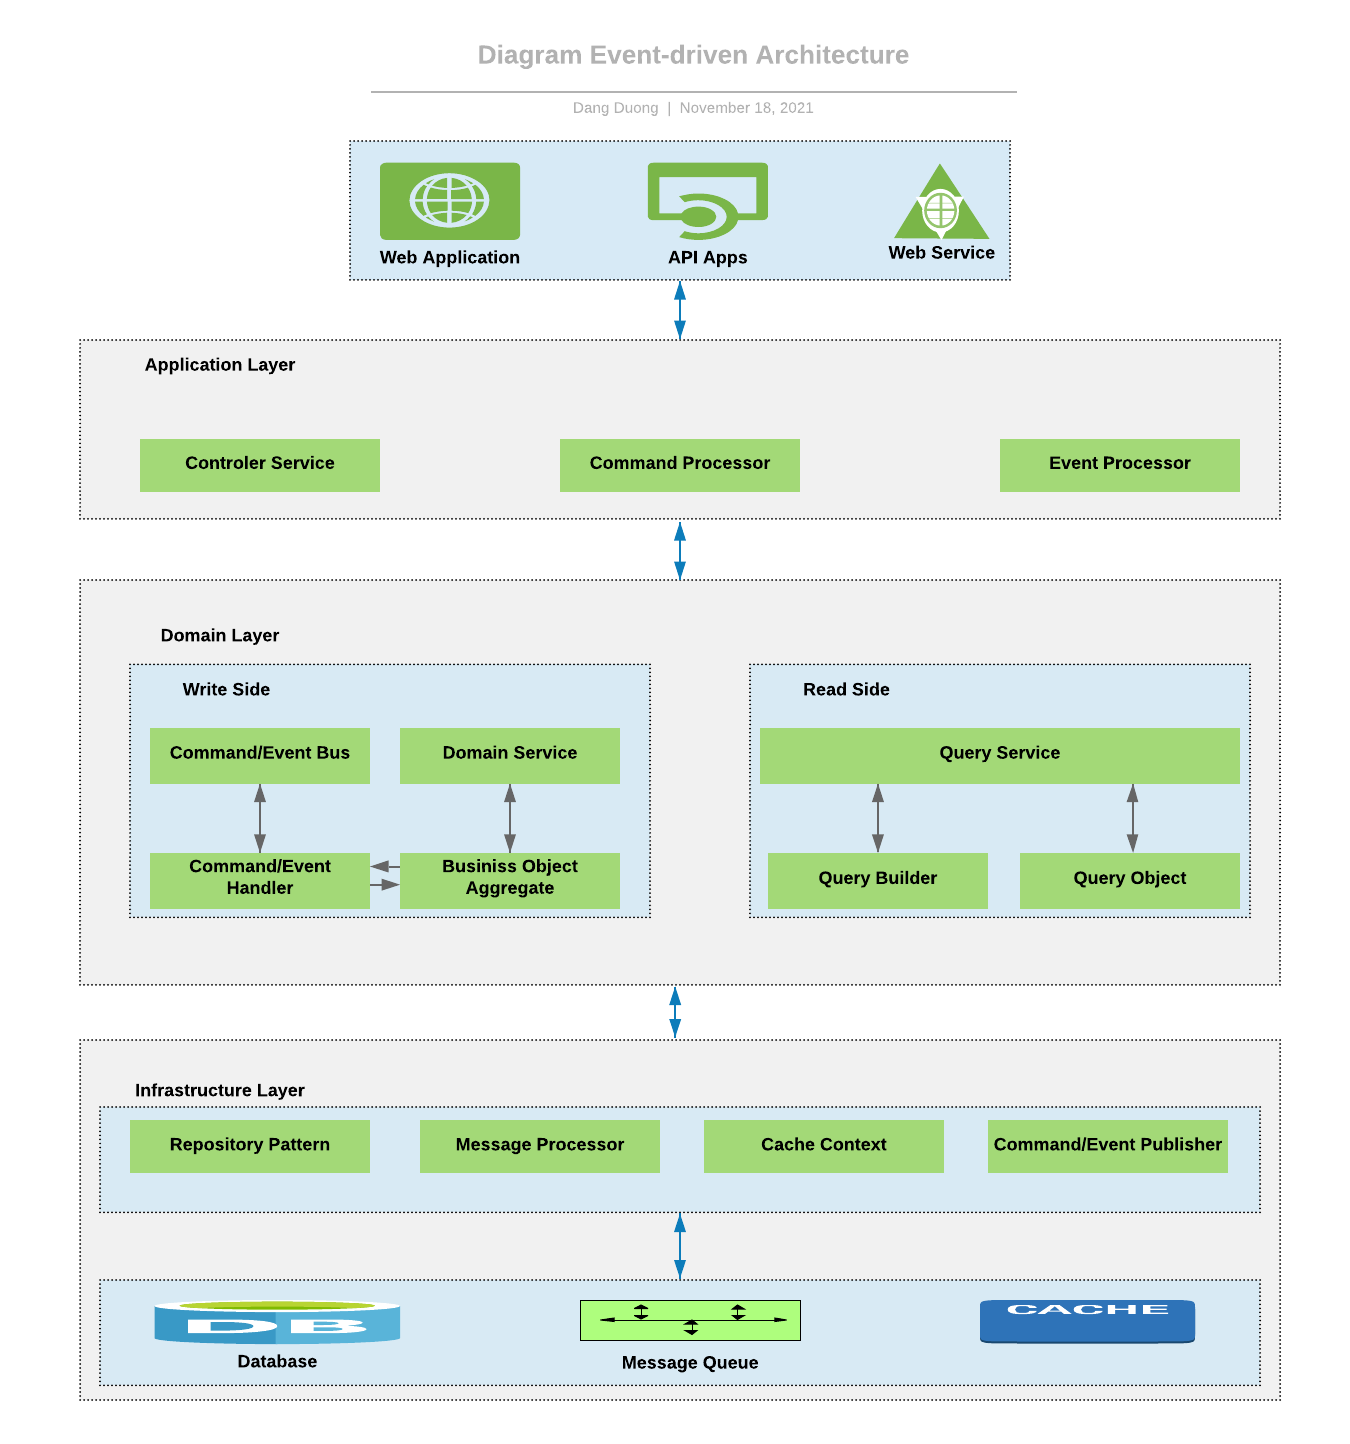 Diagram Event-driven Architecture
Dang Duong | November 18, 2021
Web Application
API Apps
Web Service
Application Layer
Controler Service
Command Processor
Event Processor
Domain Layer
Write Side
Read Side
Command/Event Bus
Domain Service
Query Service
Command/Event
Handler
Businiss Object
Aggregate
Query Builder
Query Object
Infrastructure Layer
Repository Pattern
Message Processor
Cache Context
Command/Event Publisher
DB
CACHE
Database
Message Queue